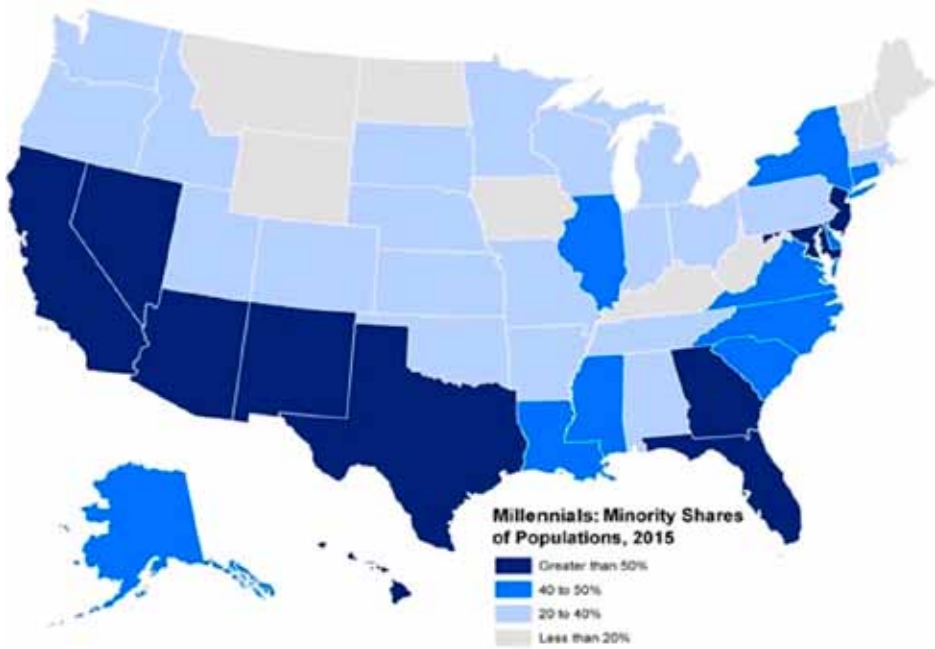 Millennials: Minority Shares
of Populations, 2015
Greater than 50%
40 to 50%
20 to 40%
Less than 20%